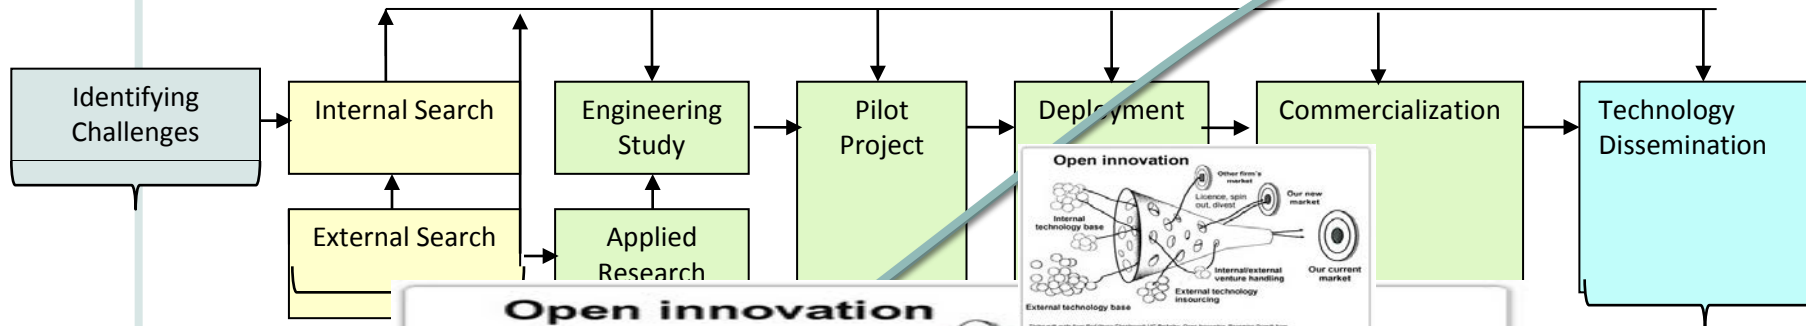 Identifying
Challenges
Internal Search
External Search
Engineering
Study
Applied
Research
Pilot
Project
Deployment
Commercialization
Technology
Dissemination
Open innovation
Other firm's
market
Licence, spin
out, divest
Our new
market
Internal
technology base
Internal/external
venture handling
Our current
market
External technology
insourcing
External technology base
Open innovation